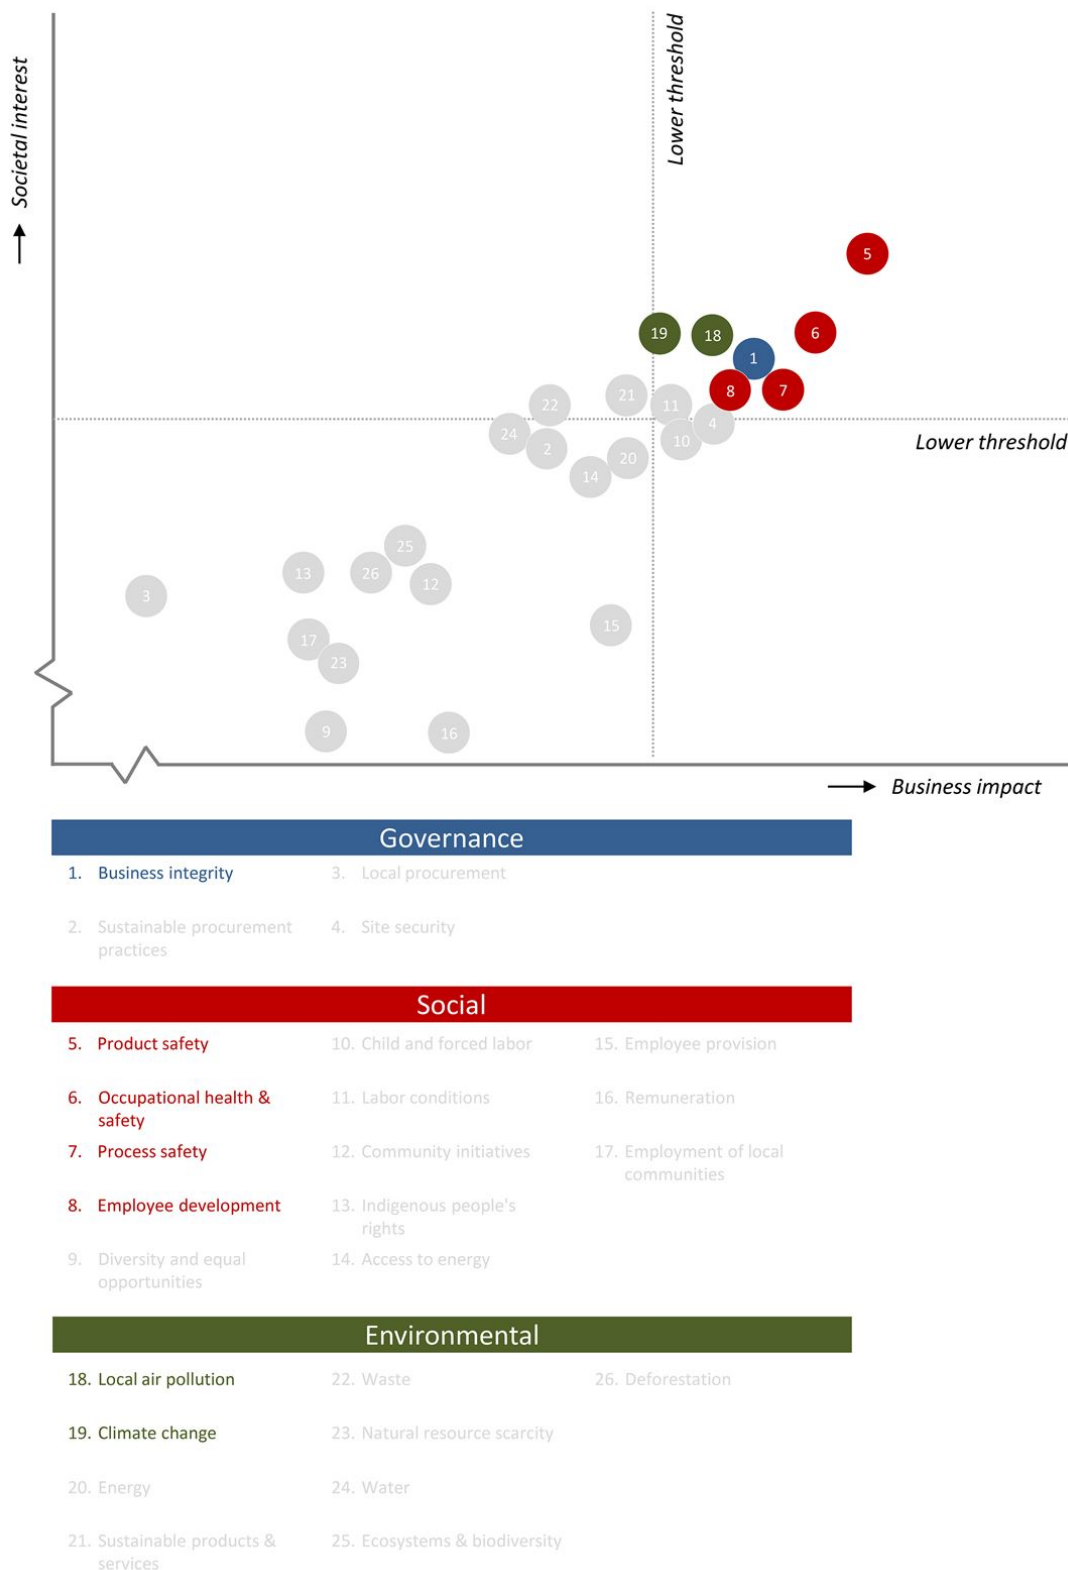 Societal interest
Lower threshold
5
19
18
6
1
8
7
21
22
11
4
24
10
2
20
14
25
13
26
12
3
15
17
23
9
16
Lower threshold
Business impact
Governance
1. Business integrity
3. Local procurement
2. Sustainable procurement
practices
4. Site security
Social
5. Product safety
10. Child and forced labor
15. Employee provision
6. Occupational health &
safety
11. Labor conditions
16. Remuneration
7. Process safety
12. Community initiatives
17. Employment of local
communities
8. Employee development
13. Indigenous people's
rights
9. Diversity and equal
opportunities
14. Access to energy
Environmental
18. Local air pollution
22. Waste
26. Deforestation
19. Climate change
23. Natural resource scarcity
20. Energy
24. Water
21. Sustainable products &
services
25. Ecosystems & biodiversity